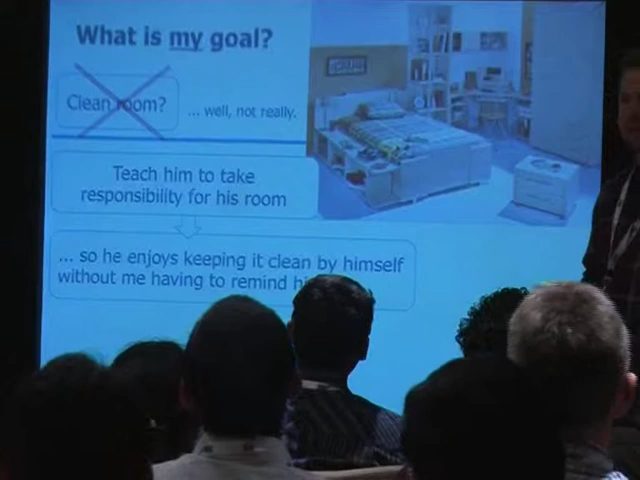 What is my goal?
Clean room?
... well, not really.
Teach him to take
responsibility for his room
... so he enjoys keeping it clean by himself
without me having to remind